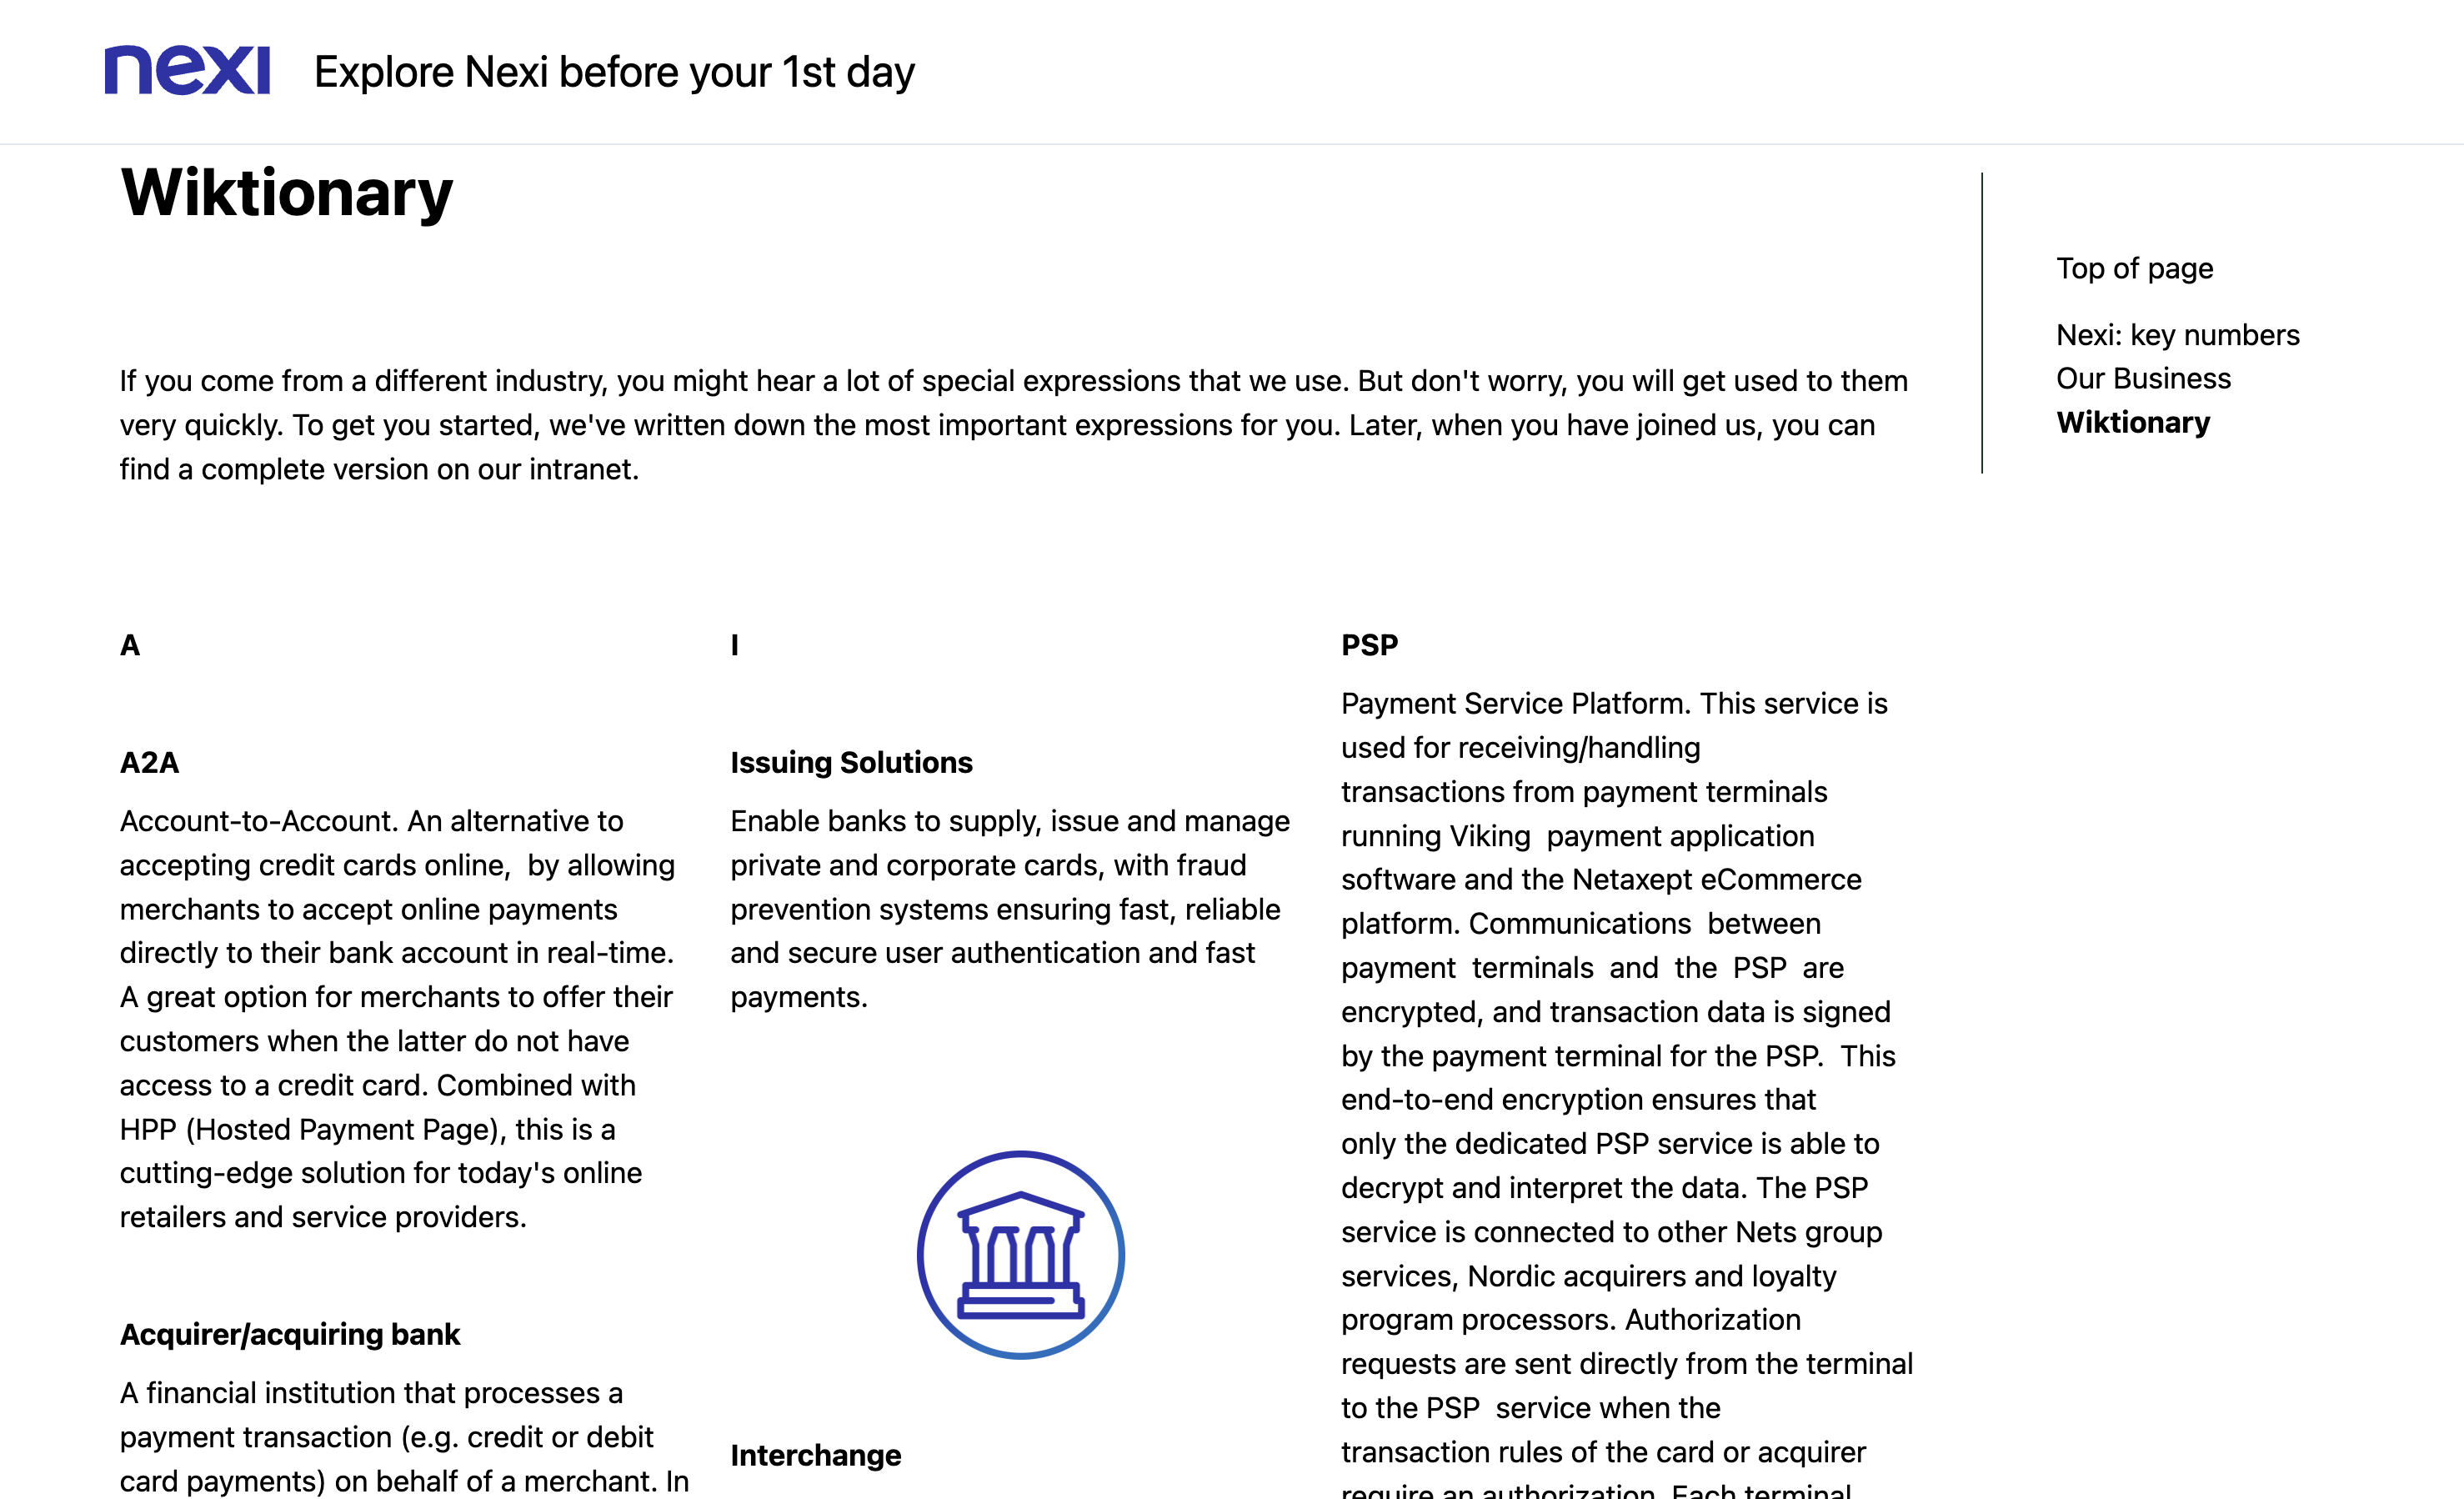 nexi
Explore Nexi before your 1st day
Wiktionary
If you come from a different industry, you might hear a lot of special expressions that we use. But don't worry, you will get used to them
very quickly. To get you started, we've written down the most important expressions for you. Later, when you have joined us, you can
find a complete version on our intranet.
Top of page
Nexi: key numbers
Our Business
Wiktionary
A
A2A
Account-to-Account. An alternative to
accepting credit cards online,  by allowing
merchants to accept online payments
directly to their bank account in real-time.
A great option for merchants to offer their
customers when the latter do not have
access to a credit card. Combined with
HPP (Hosted Payment Page), this is a
cutting-edge solution for today's online
retailers and service providers.
Acquirer/acquiring bank
A financial institution that processes a
payment transaction (e.g. credit or debit
card payments) on behalf of a merchant. In
I
Issuing Solutions
Enable banks to supply, issue and manage
private and corporate cards, with fraud
prevention systems ensuring fast, reliable
and secure user authentication and fast
payments.
Interchange
PSP
Payment Service Platform. This service is
used for receiving/handling
transactions from payment terminals
running Viking  payment application
software and the Netaxept eCommerce
platform. Communications  between
payment  terminals  and  the  PSP  are
encrypted, and transaction data is signed
by the payment terminal for the PSP.  This
end-to-end encryption ensures that
only the dedicated PSP service is able to
decrypt and interpret the data. The PSP
service is connected to other Nets group
services, Nordic acquirers and loyalty
program processors. Authorization
requests are sent directly from the terminal
to the PSP  service when the
transaction rules of the card or acquirer
require an authorization. Each terminal